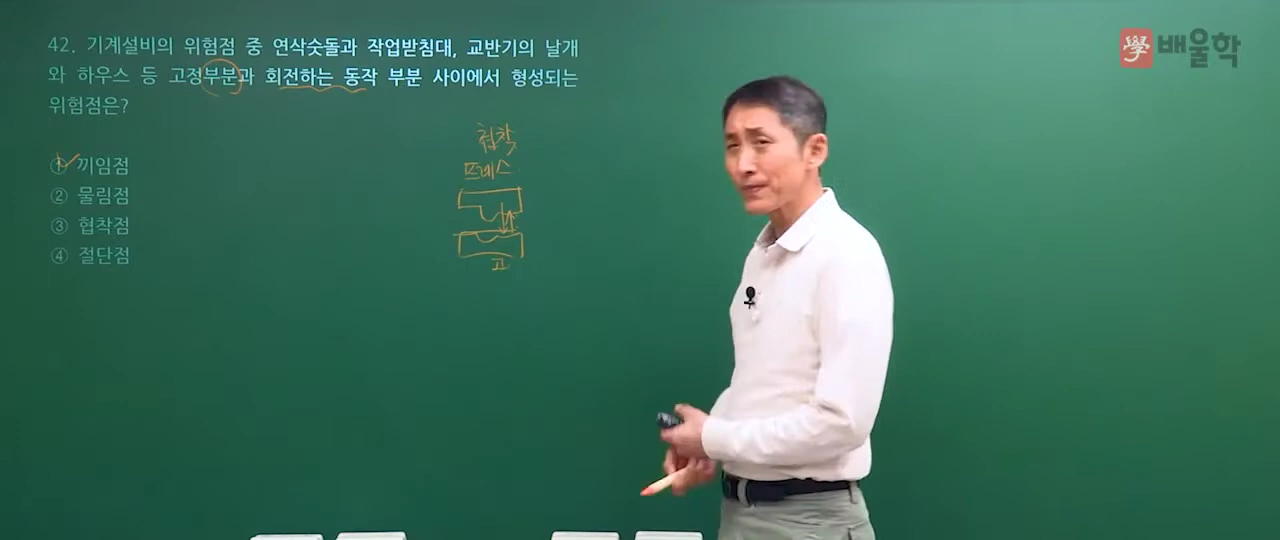 學 배울학
42. 기계설비의 위험점 중 연삭숫돌과 작업받침대, 교반기의 날개
와 하우스 등 고정부분과 회전하는 동작 부분 사이에서 형성되는
위험점은?
① 끼임점
② 물림점
③ 협착점
④ 절단점
협착
프레스
고